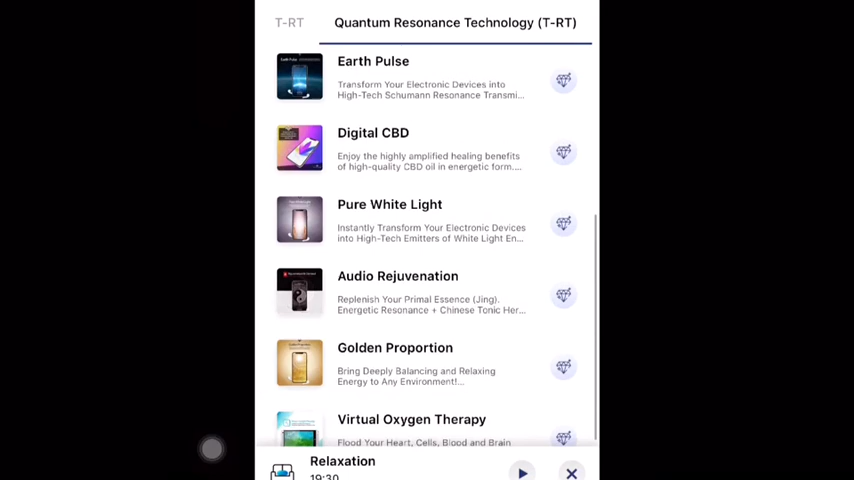 T-RT
Quantum Resonance Technology (T-RT)
Earth Pulse
Transform Your Electronic Devices into
High-Tech Schumann Resonance Transmi...
Digital CBD
Enjoy the highly amplified healing benefits
of high-quality CBD oil in energetic form....
Pure White Light
Instantly Transform Your Electronic Devices
into High-Tech Emitters of White Light En...
Audio Rejuvenation
Replenish Your Primal Essence (Jing).
Energetic Resonance + Chinese Tonic Her...
Golden Proportion
Bring Deeply Balancing and Relaxing
Energy to Any Environment!...
Virtual Oxygen Therapy
Flood Your Heart, Cells, Blood and Brain
Relaxation
19:30